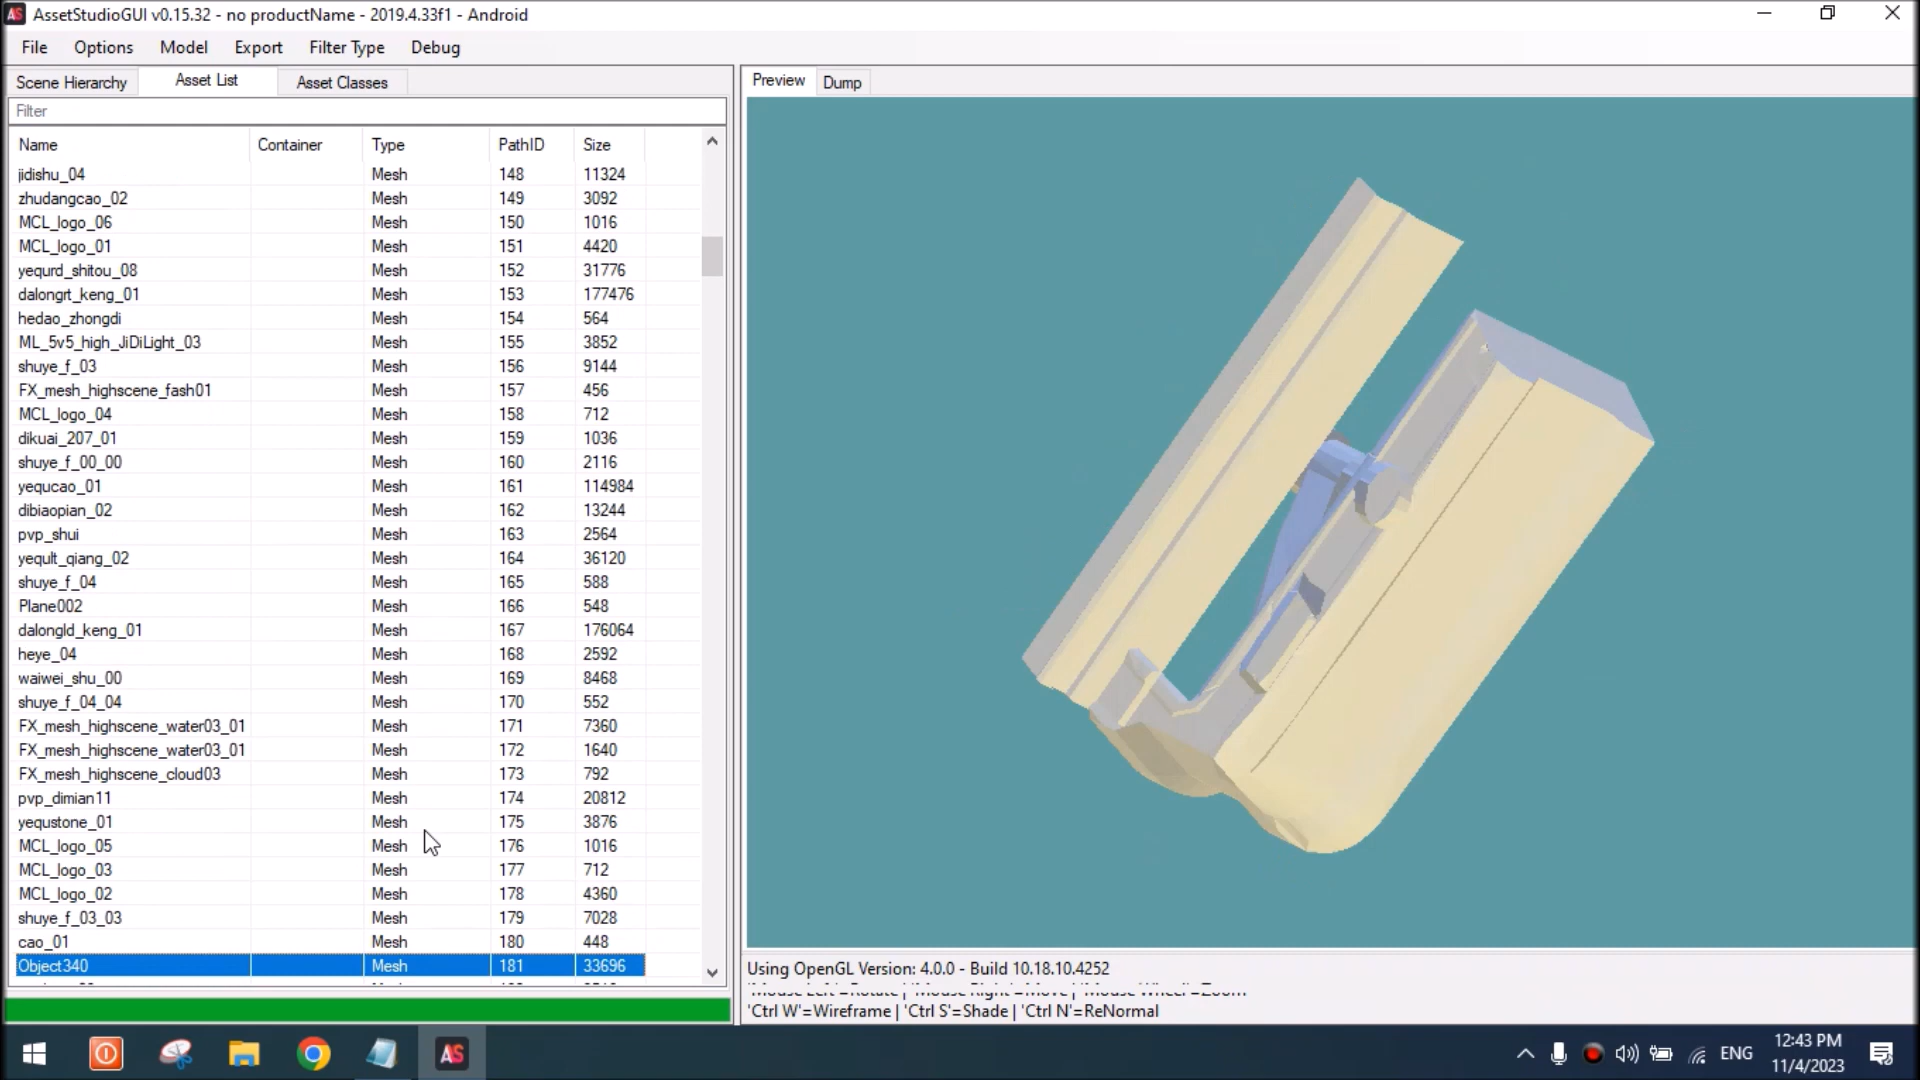 AssetStudioGUI v0.15.32 - no productName - 2019.4.33f1 - Android
File Options Model Export Filter Type Debug
Scene Hierarchy Asset List Asset Classes
Filter
Name Container Type PathID Size
jidishu_04 Mesh 148 11324
zhudangcao_02 Mesh 149 3092
MCL_logo_06 Mesh 150 1016
MCL_logo_01 Mesh 151 4420
yequrd_shitou_08 Mesh 152 31776
dalongrt_keng_01 Mesh 153 177476
hedao_zhongdi Mesh 154 564
ML_5v5_high_JiDiLight_03 Mesh 155 3852
shuye_f_03 Mesh 156 9144
FX_mesh_highscene_fash01 Mesh 157 456
MCL_logo_04 Mesh 158 712
dikuai_207_01 Mesh 159 1036
shuye_f_00_00 Mesh 160 2116
yequcao_01 Mesh 161 114984
dibiaopian_02 Mesh 162 13244
pvp_shui Mesh 163 2564
yeqult_qiang_02 Mesh 164 36120
shuye_f_04 Mesh 165 588
Plane002 Mesh 166 548
dalongld_keng_01 Mesh 167 176064
heye_04 Mesh 168 2592
waiwei_shu_00 Mesh 169 8468
shuye_f_04_04 Mesh 170 552
FX_mesh_highscene_water03_01 Mesh 171 7360
FX_mesh_highscene_water03_01 Mesh 172 1640
FX_mesh_highscene_cloud03 Mesh 173 792
pvp_dimian11 Mesh 174 20812
yequstone_01 Mesh 175 3876
MCL_logo_05 Mesh 176 1016
MCL_logo_03 Mesh 177 712
MCL_logo_02 Mesh 178 4360
shuye_f_03_03 Mesh 179 7028
cao_01 Mesh 180 448
Object340 Mesh 181 33696
Preview Dump
Using OpenGL Version: 4.0.0 - Build 10.18.10.4252
'Mouse Left'=Rotate | 'Mouse Right'=Move | 'Mouse Wheel'=Zoom
'Ctrl W'=Wireframe | 'Ctrl S'=Shade | 'Ctrl N'=ReNormal
AS
ENG
12:43 PM
11/4/2023